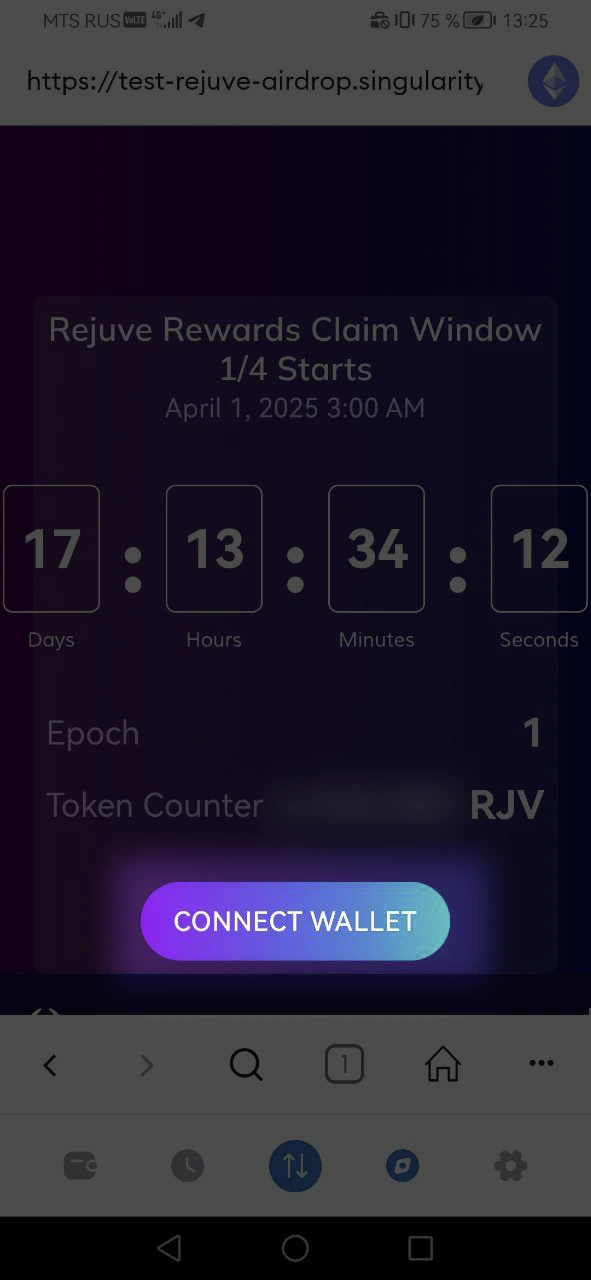 MTS RUS VoLTE 4G+ 75 % 13:25
https://test-rejuve-airdrop.singularity
Rejuve Rewards Claim Window
1/4 Starts
April 1, 2025 3:00 AM
17 : 13 : 34 : 12
Days Hours Minutes Seconds
Epoch 1
Token Counter RJV
CONNECT WALLET
1